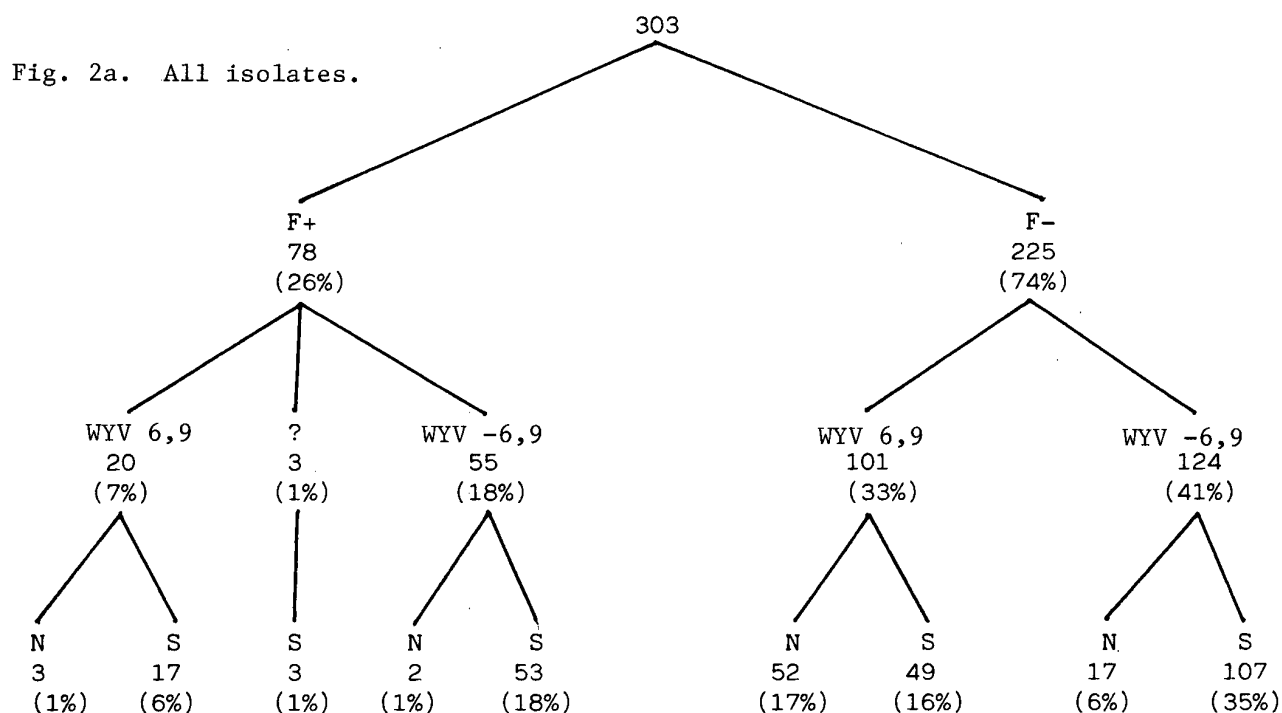 303
Fig. 2a. All isolates.
F+ F-
78 225
(26%) (74%)
WYV 6,9 ? WYV -6,9 WYV 6,9 WYV -6,9
20 3 55 101 124
(7%) (1%) (18%) (33%) (41%)
N S S N S N S N S
3 17 3 2 53 52 49 17 107
(1%) (6%) (1%) (1%) (18%) (17%) (16%) (6%) (35%)